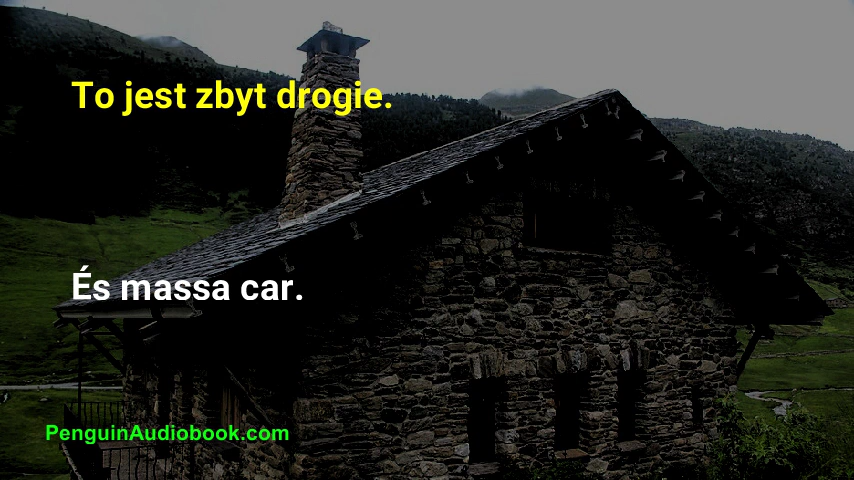 To jest zbyt drogie.
És massa car.
PenguinAudiobook.com